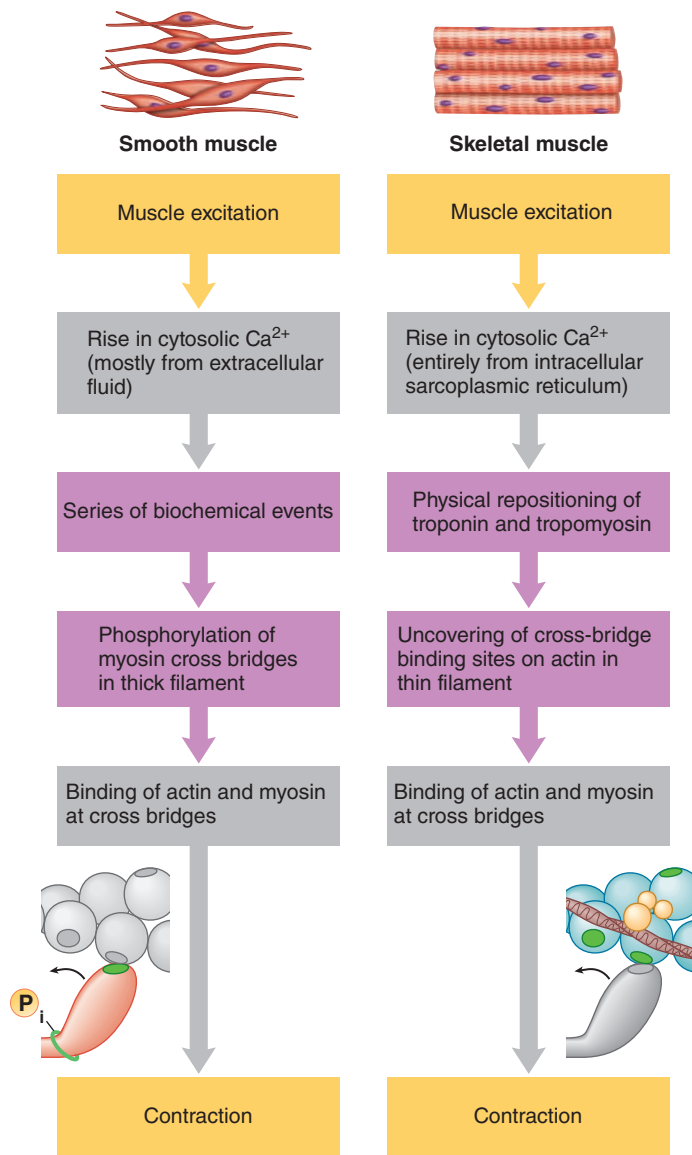 Smooth muscle
Muscle excitation
Rise in cytosolic Ca²⁺
(mostly from extracellular
fluid)
Series of biochemical events
Phosphorylation of
myosin cross bridges
in thick filament
Binding of actin and myosin
at cross bridges
P
i
Contraction
Skeletal muscle
Muscle excitation
Rise in cytosolic Ca²⁺
(entirely from intracellular
sarcoplasmic reticulum)
Physical repositioning of
troponin and tropomyosin
Uncovering of cross-bridge
binding sites on actin in
thin filament
Binding of actin and myosin
at cross bridges
Contraction